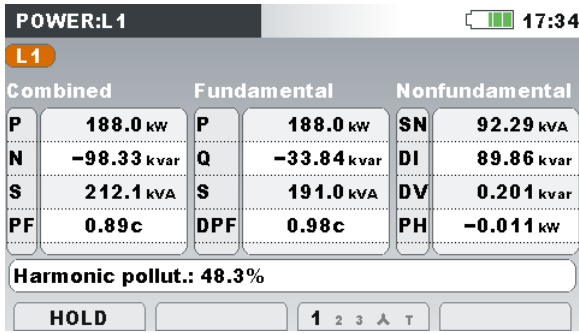 POWER:L1 17:34
L1
Combined Fundamental Nonfundamental
P 188.0 kW P 188.0 kW SN 92.29 kVA
N -98.33 kvar Q -33.84 kvar DI 89.86 kvar
S 212.1 kVA S 191.0 kVA DV 0.201 kvar
PF 0.89c DPF 0.98c PH -0.011 kW
Harmonic pollut.: 48.3%
HOLD 1 2 3 人 T